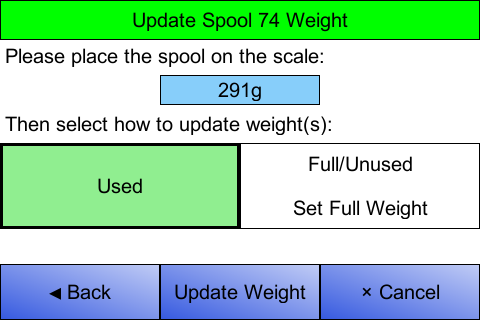 Update Spool 74 Weight
Please place the spool on the scale:
291g
Then select how to update weight(s):
Used
Full/Unused
Set Full Weight
◀ Back
Update Weight
× Cancel